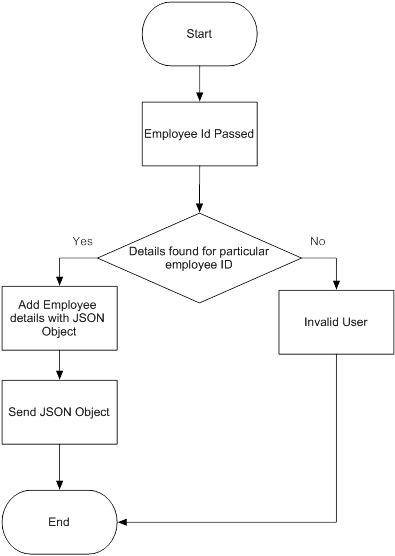 Start
Employee Id Passed
Details found for particular
employee ID
Yes
No
Add Employee
details with JSON
Object
Invalid User
Send JSON Object
End